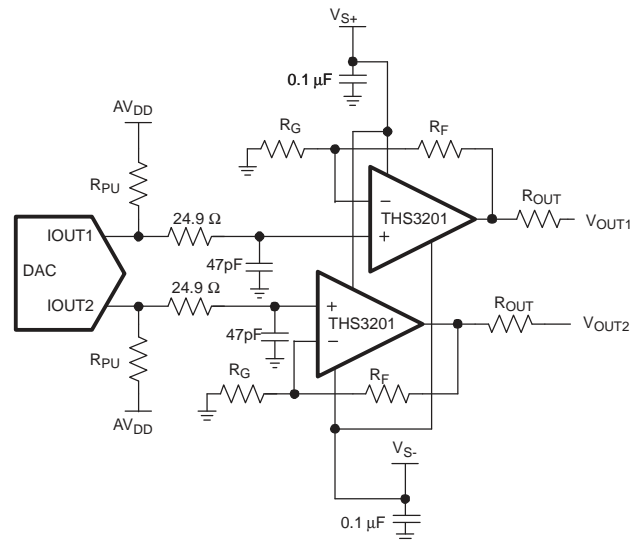 VS+
0.1 µF
AVDD
RG
RF
RPU
ROUT
24.9 Ω
THS3201
VOUT1
IOUT1
DAC
47pF
24.9 Ω
IOUT2
ROUT
THS3201
47pF
VOUT2
RPU
RG
RF
AVDD
VS-
0.1 µF